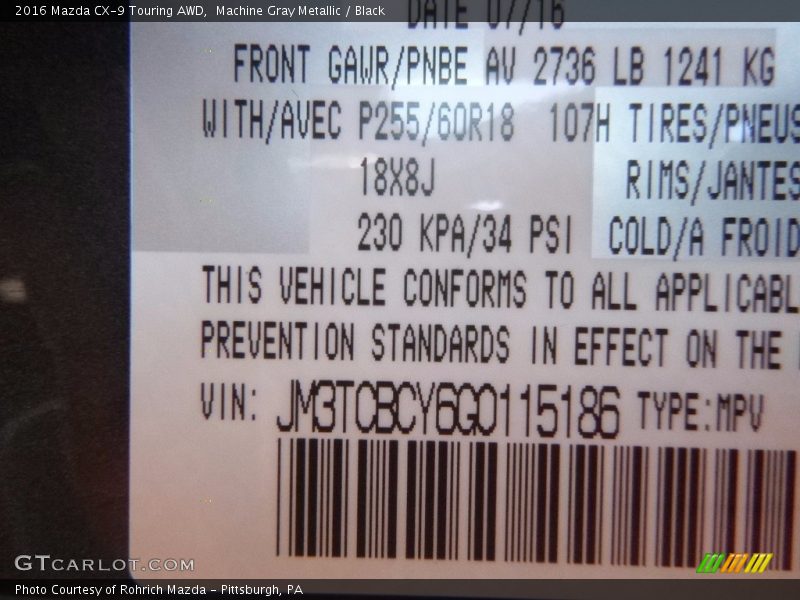 2016 Mazda CX-9 Touring AWD,  Machine Gray Metallic / Black
DATE 07/16
FRONT GAWR/PNBE AV 2736 LB 1241 KG
WITH/AVEC P255/60R18 107H TIRES/PNEUS
18X8J RIMS/JANTES
230 KPA/34 PSI COLD/A FROID
THIS VEHICLE CONFORMS TO ALL APPLICABL
PREVENTION STANDARDS IN EFFECT ON THE
VIN: JM3TCBCY6G0115186 TYPE:MPV
GTCARLOT.COM
Photo Courtesy of Rohrich Mazda - Pittsburgh, PA